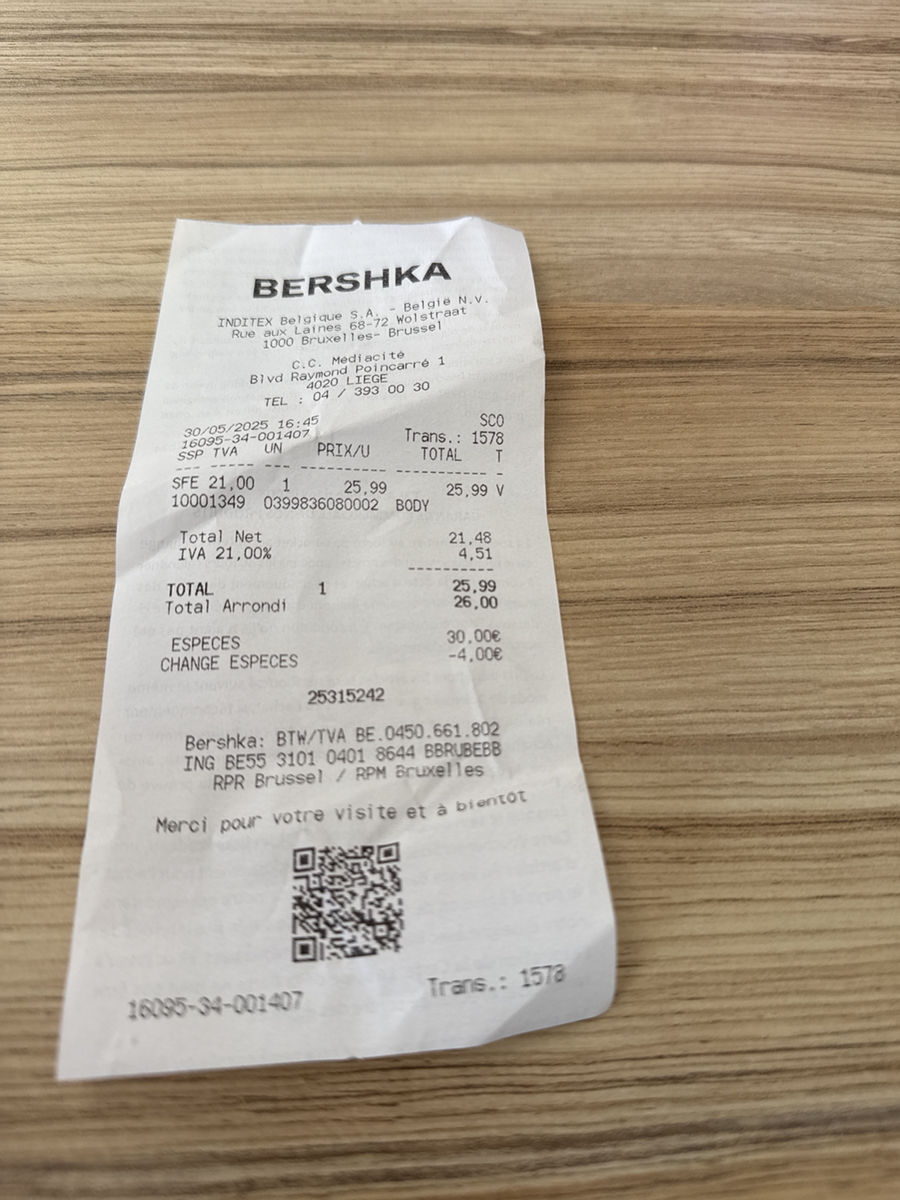 BERSHKA
INDITEX Belgique S.A. - België N.v.
Rue aux Laines 68-72 Wolstraat
1000 Bruxelles- Brussel
C.C. Médiacité
Blvd Raymond Poincarré 1
4020 LIEGE
TEL : 04 / 393 00 30
30/05/2025 16:45 SCO
16095-34-001407 Trans.: 1578
SSP TVA UN PRIX/U TOTAL T
--- --- ------ --- ---------- ----------- -
SFE 21,00 1 25,99 25,99 V
10001349 0399836080002 BODY
Total Net 21,48
IVA 21,00% 4,51
----------
TOTAL 1 25,99
Total Arrondi 26,00
ESPECES 30,00€
CHANGE ESPECES -4,00€
25315242
Bershka: BTW/TVA BE.0450.661.802
ING BE55 3101 0401 8644 BBRUBEBB
RPR Brussel / RPM Bruxelles
Merci pour votre visite et à bientôt
16095-34-001407 Trans.: 1578